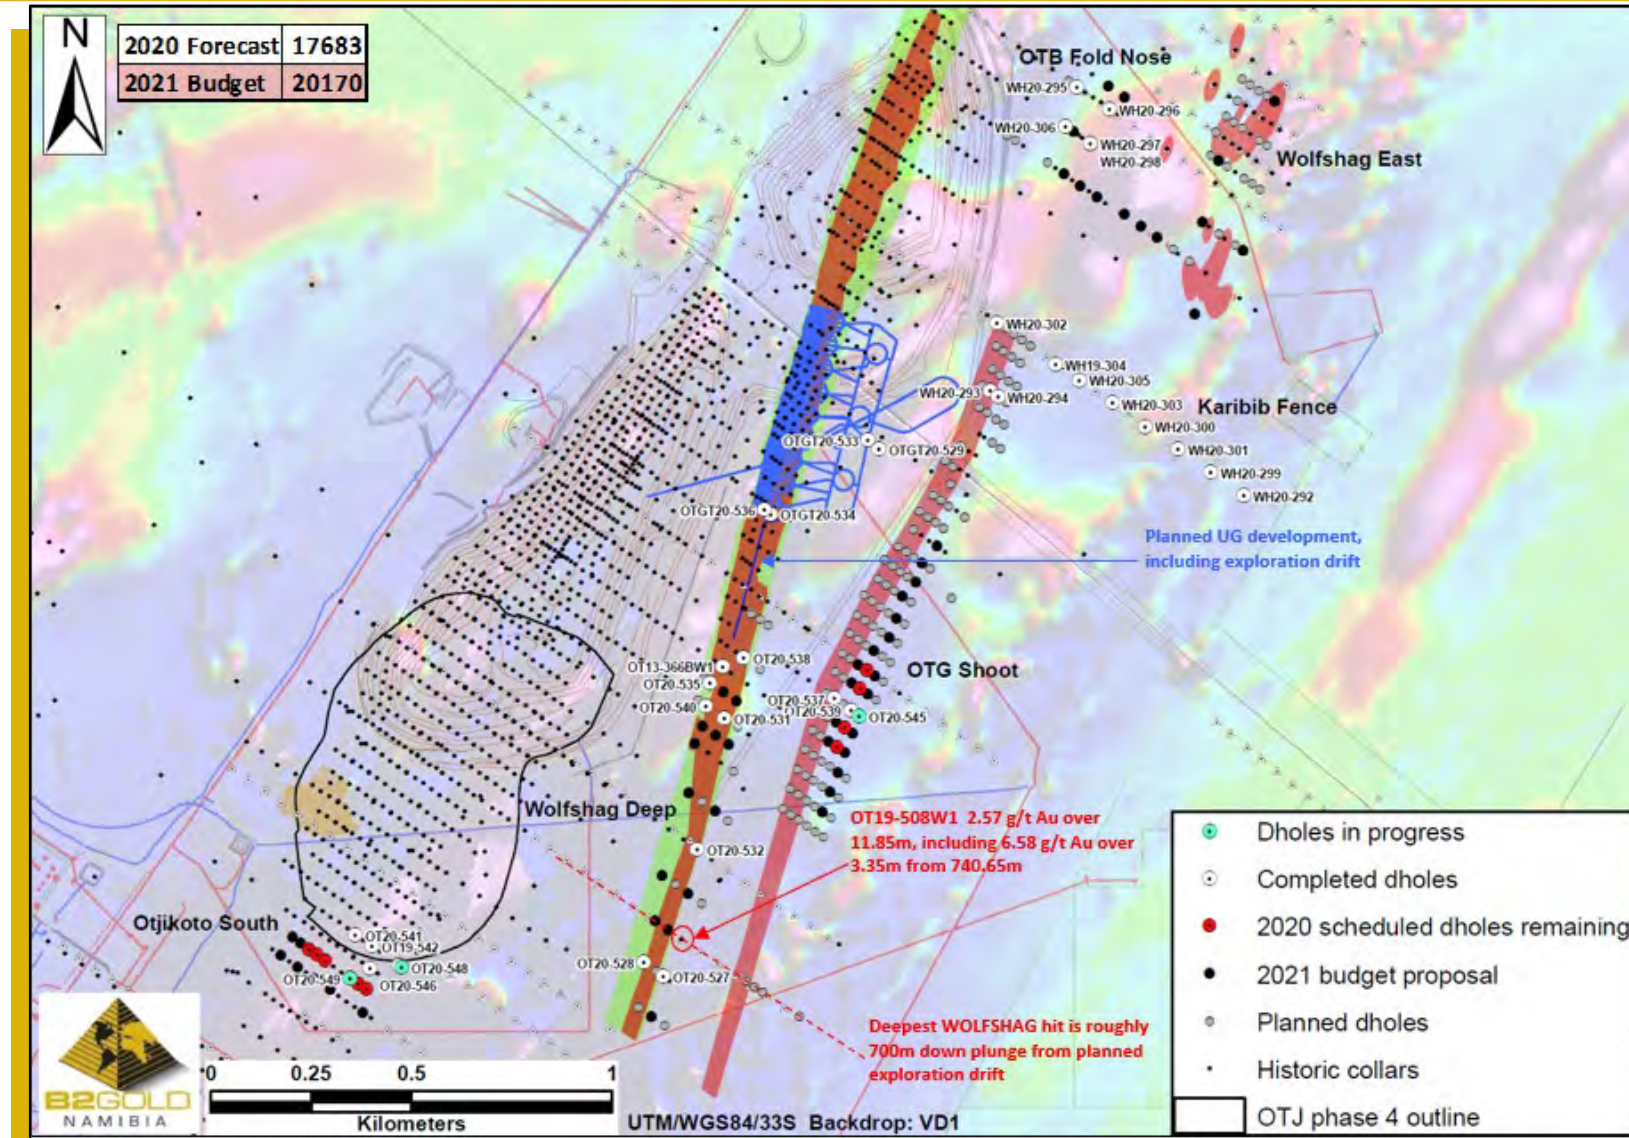 N
2020 Forecast 17683
2021 Budget 20170
OTB Fold Nose
WH20-295
WH20-296
WH20-306
WH20-297
WH20-298
Wolfshag East
WH20-302
WH19-304
WH20-305
WH20-293
WH20-294
WH20-303
Karibib Fence
WH20-300
OTGT20-533
OTGT20-529
WH20-301
WH20-299
WH20-292
OTGT20-536
OTGT20-534
Planned UG development,
including exploration drift
OT20-538
OT13-366BW1
OTG Shoot
OT20-535
OT20-537
OT20-540
OT20-539
OT20-545
OT20-531
Wolfshag Deep
OT19-508W1 2.57 g/t Au over
11.85m, including 6.58 g/t Au over
3.35m from 740.65m
OT20-532
Otjikoto South
OT20-541
OT19-542
OT20-548
OT20-549
OT20-546
OT20-528
OT20-527
Deepest WOLFSHAG hit is roughly
700m down plunge from planned
exploration drift
Dholes in progress
Completed dholes
2020 scheduled dholes remaining
2021 budget proposal
Planned dholes
Historic collars
OTJ phase 4 outline
B2GOLD
NAMIBIA
0 0.25 0.5 1
Kilometers
UTM/WGS84/33S Backdrop: VD1